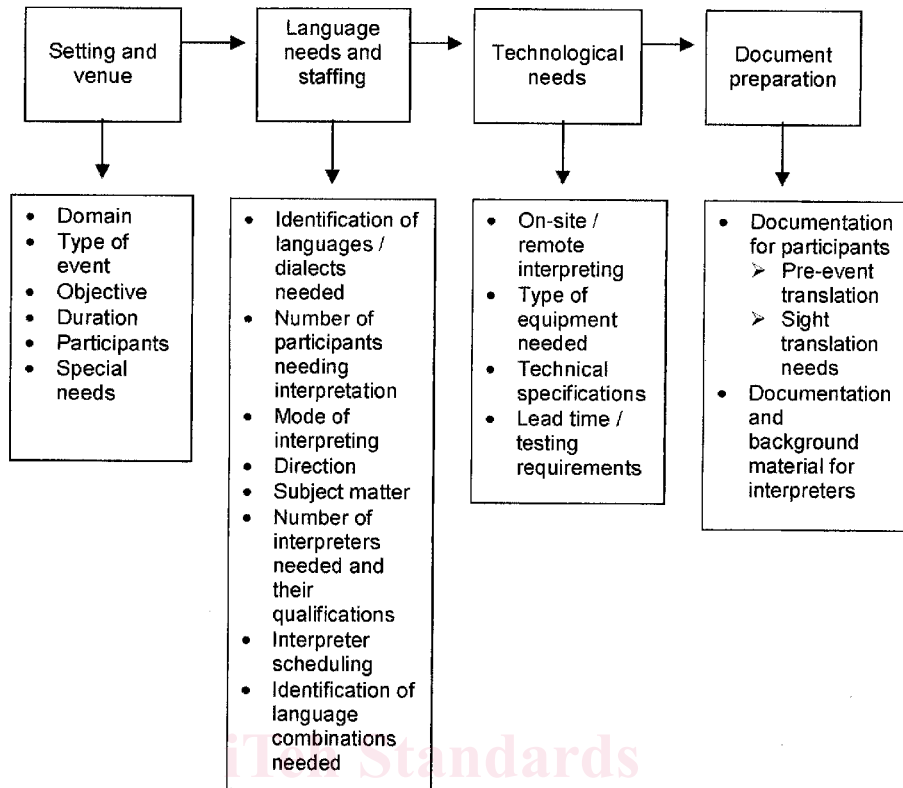 Setting and
venue
Language
needs and
staffing
Technological
needs
Document
preparation
• Domain
• Type of
event
• Objective
• Duration
• Participants
• Special
needs
• Identification of
languages /
dialects
needed
• Number of
participants
needing
interpretation
• Mode of
interpreting
• Direction
• Subject matter
• Number of
interpreters
needed and
their
qualifications
• Interpreter
scheduling
• Identification of
language
combinations
needed
• On-site /
remote
interpreting
• Type of
equipment
needed
• Technical
specifications
• Lead time /
testing
requirements
• Documentation
for participants
➢ Pre-event
translation
➢ Sight
translation
needs
• Documentation
and
background
material for
interpreters
iTeh Standards